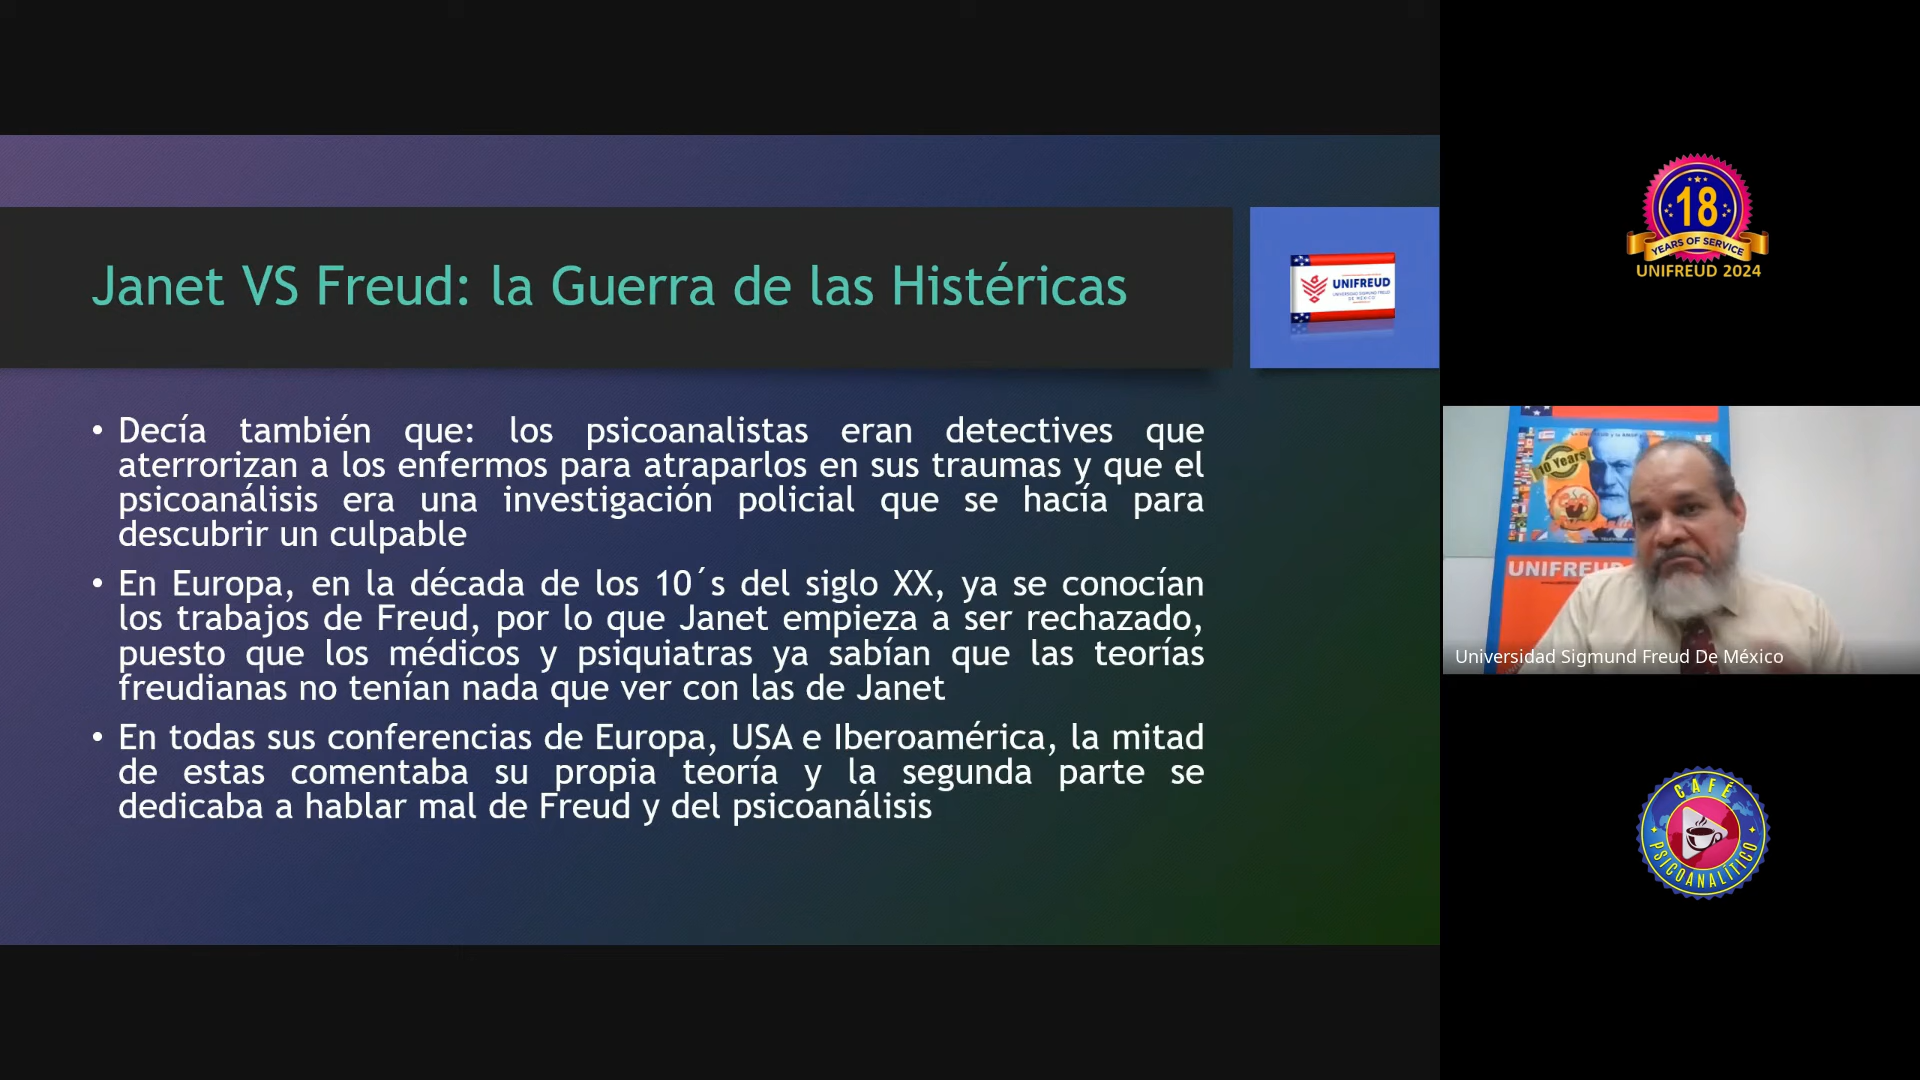 Janet VS Freud: la Guerra de las Histéricas
UNIFREUD
UNIVERSIDAD SIGMUND FREUD
DE MÉXICO
• Decía también que: los psicoanalistas eran detectives que
aterrorizan a los enfermos para atraparlos en sus traumas y que el
psicoanálisis era una investigación policial que se hacía para
descubrir un culpable
• En Europa, en la década de los 10´s del siglo XX, ya se conocían
los trabajos de Freud, por lo que Janet empieza a ser rechazado,
puesto que los médicos y psiquiatras ya sabían que las teorías
freudianas no tenían nada que ver con las de Janet
• En todas sus conferencias de Europa, USA e Iberoamérica, la mitad
de estas comentaba su propia teoría y la segunda parte se
dedicaba a hablar mal de Freud y del psicoanálisis
18
YEARS OF SERVICE
UNIFREUD 2024
10 Years
UNIFREUD
Universidad Sigmund Freud De México
CAFÉ
PSICOANALÍTICO